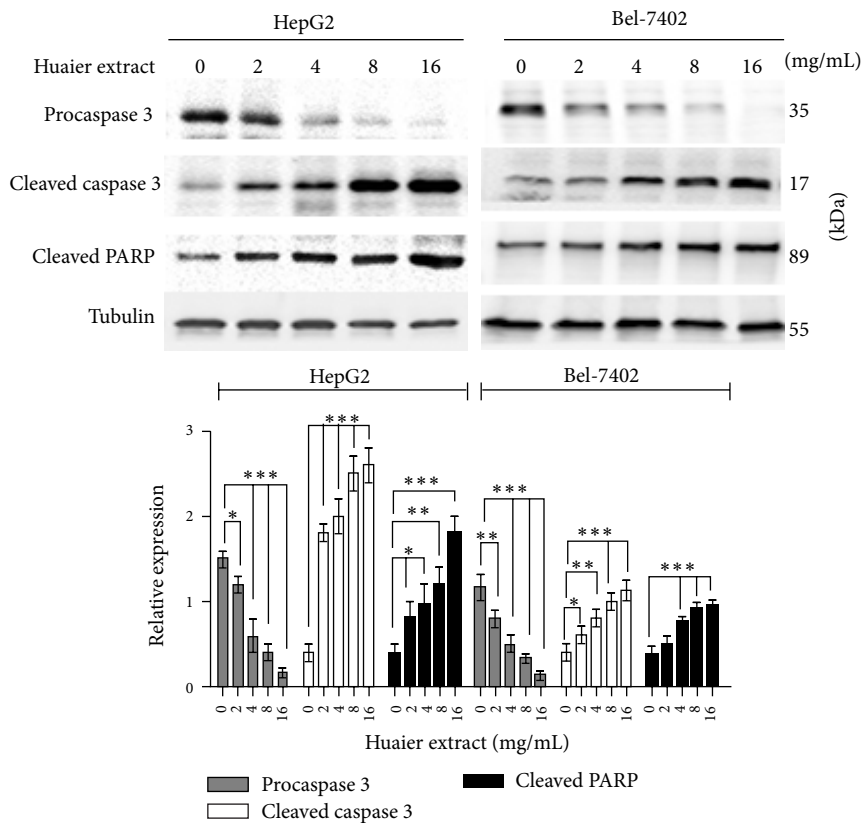 HepG2 Bel-7402
Huaier extract 0 2 4 8 16 0 2 4 8 16 (mg/mL)
Procaspase 3 35
Cleaved caspase 3 17
Cleaved PARP 89
Tubulin 55
(kDa)
HepG2 Bel-7402
3
2
1
0
Relative expression
*** * *** *** ** * *** ** *** ** * ***
0 2 4 8 16 0 2 4 8 16 0 2 4 8 16 0 2 4 8 16 0 2 4 8 16 0 2 4 8 16
Huaier extract (mg/mL)
Procaspase 3 Cleaved PARP
Cleaved caspase 3